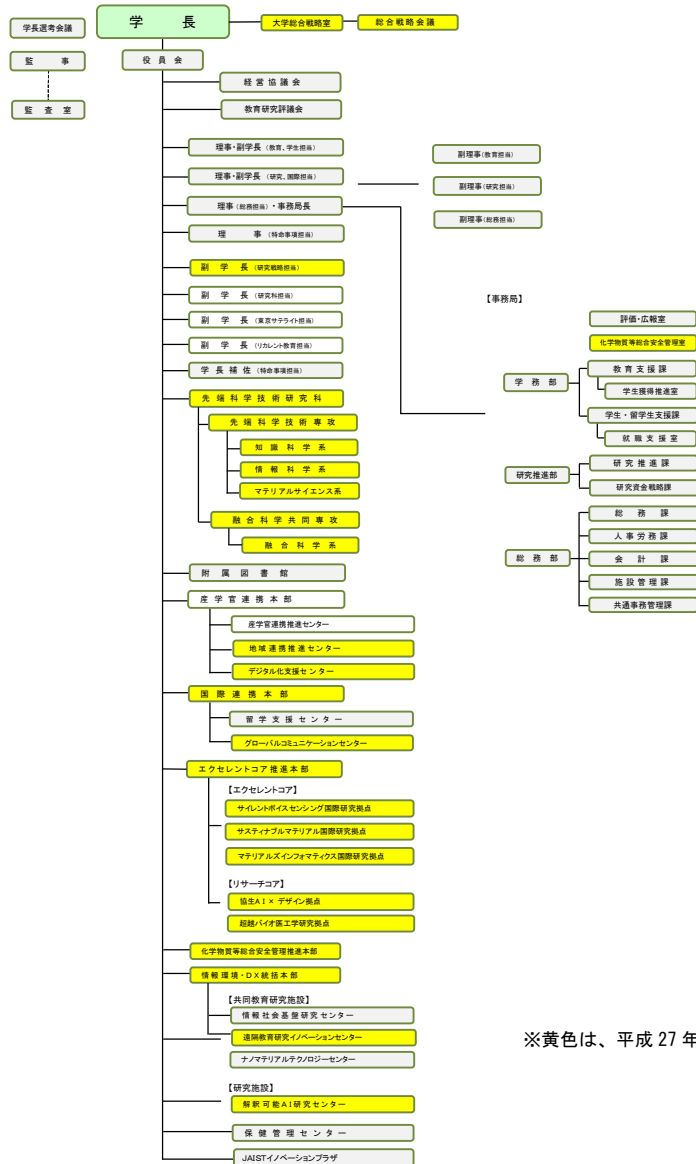 学長選考会議
学 長
大学総合戦略室
総合戦略会議
監 事
役 員 会
監 査 室
経 営 協 議 会
教育研究評議会
理事・副学長（教育、学生担当）
副理事（教育担当）
理事・副学長（研究、国際担当）
副理事（研究担当）
理事（総務担当）・事務局長
副理事（総務担当）
理 事（特命事項担当）
副 学 長（研究戦略担当）
副 学 長（研究科担当）
副 学 長（東京サテライト担当）
副 学 長（リカレント教育担当）
学 長 補 佐（特命事項担当）
先端科学技術研究科
先端科学技術専攻
知識科学系
情報科学系
マテリアルサイエンス系
融合科学共同専攻
融合科学系
附属図書館
産学官連携本部
産学官連携推進センター
地域連携推進センター
デジタル化支援センター
国際連携本部
留学支援センター
グローバルコミュニケーションセンター
エクセレントコア推進本部
【エクセレントコア】
サイレントボイスセンシング国際研究拠点
サスティナブルマテリアル国際研究拠点
マテリアルズインフォマティクス国際研究拠点
【リサーチコア】
協生AI×デザイン拠点
超越バイオ医工学研究拠点
化学物質等総合安全管理推進本部
情報環境・DX統括本部
【共同教育研究施設】
情報社会基盤研究センター
遠隔教育研究イノベーションセンター
ナノマテリアルテクノロジーセンター
【研究施設】
解釈可能AI研究センター
保健管理センター
JAISTイノベーションプラザ
【事務局】
評価・広報室
化学物質等総合安全管理室
学 務 部
教育支援課
学生獲得推進室
学生・留学生支援課
就職支援室
研究推進部
研究推進課
研究資金戦略課
総 務 部
総 務 課
人事労務課
会 計 課
施設管理課
共通事務管理課
※黄色は、平成 27 年